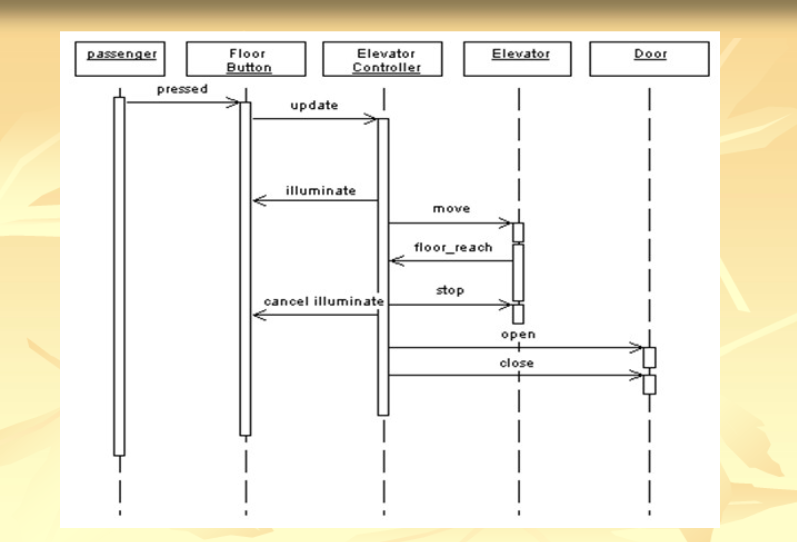 passenger
Floor
Button
Elevator
Controller
Elevator
Door
pressed
update
illuminate
move
floor_reach
stop
cancel illuminate
open
close